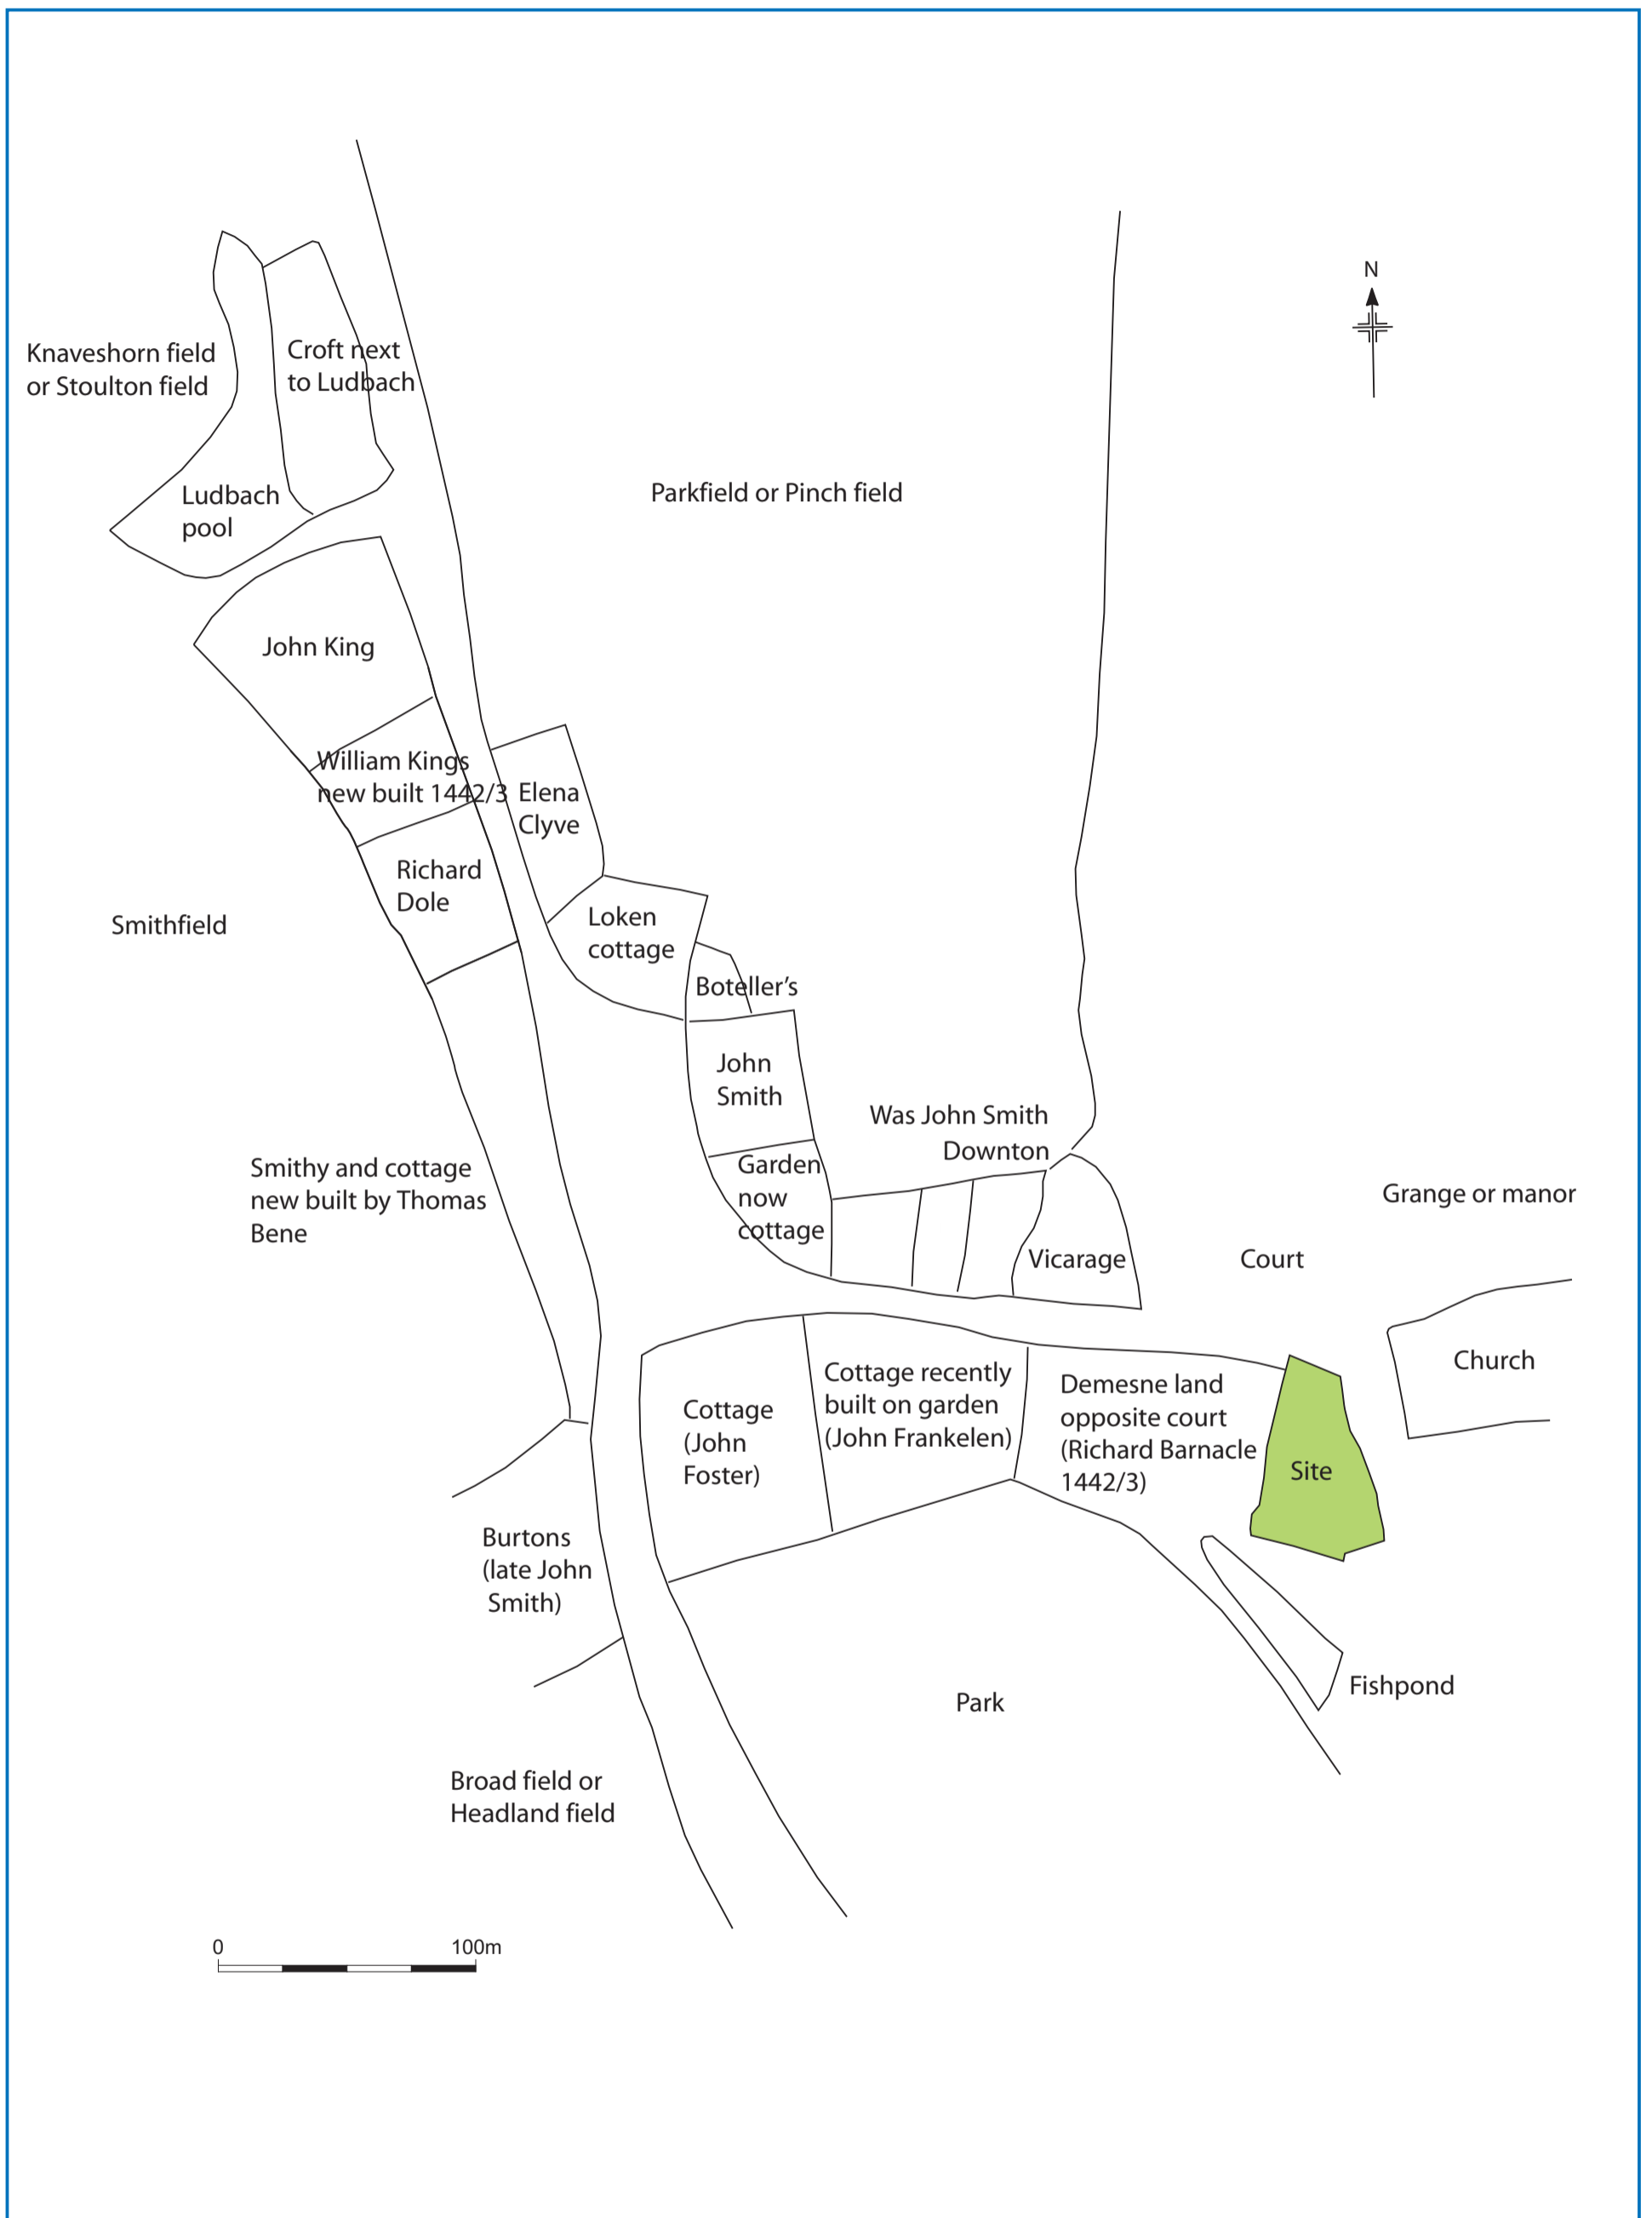 N
Knaveshorn field
or Stoulton field
Croft next
to Ludbach
Ludbach
pool
Parkfield or Pinch field
John King
William Kings
new built 1442/3
Elena
Clyve
Richard
Dole
Smithfield
Loken
cottage
Boteller’s
John
Smith
Was John Smith
Downton
Garden
now
cottage
Smithy and cottage
new built by Thomas
Bene
Vicarage
Grange or manor
Court
Church
Cottage
(John
Foster)
Cottage recently
built on garden
(John Frankelen)
Demesne land
opposite court
(Richard Barnacle
1442/3)
Site
Burtons
(late John
Smith)
Fishpond
Park
Broad field or
Headland field
0 100m